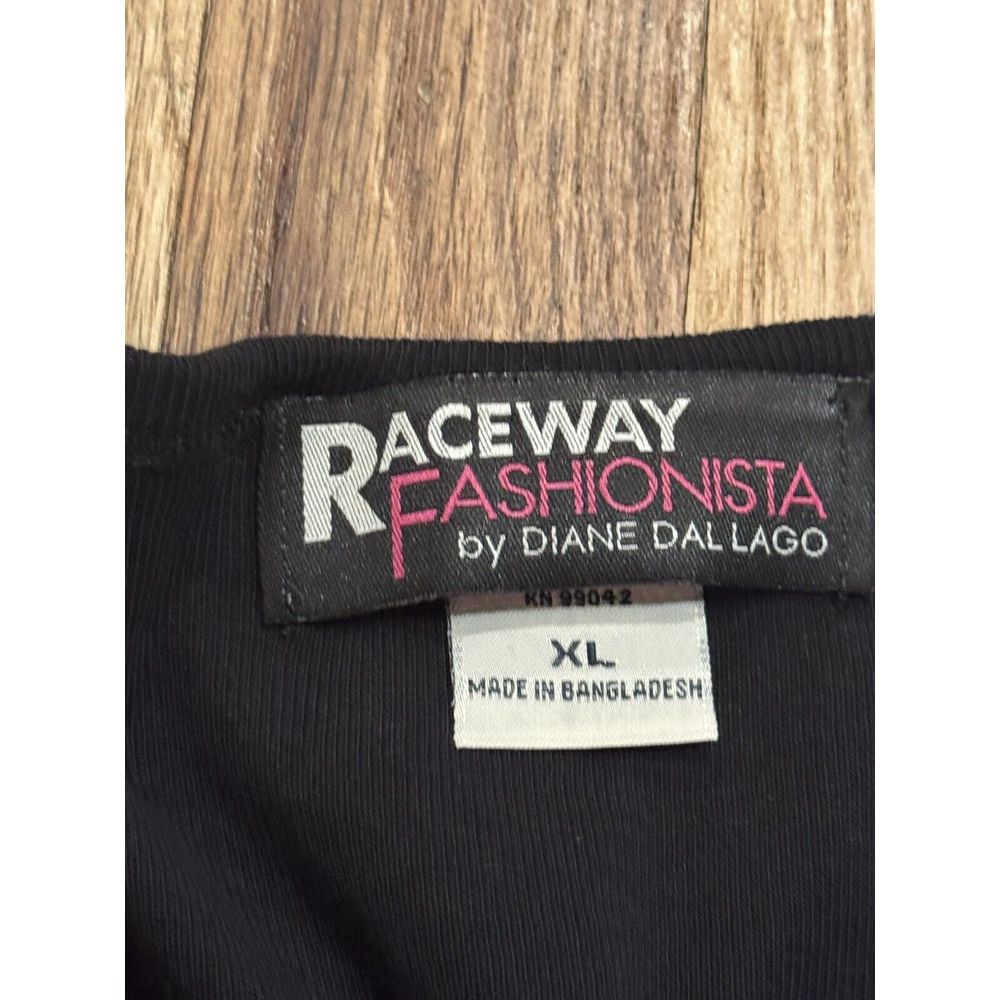 RACEWAY
FASHIONISTA
by DIANE DAL LAGO
KN 99042
XL
MADE IN BANGLADESH